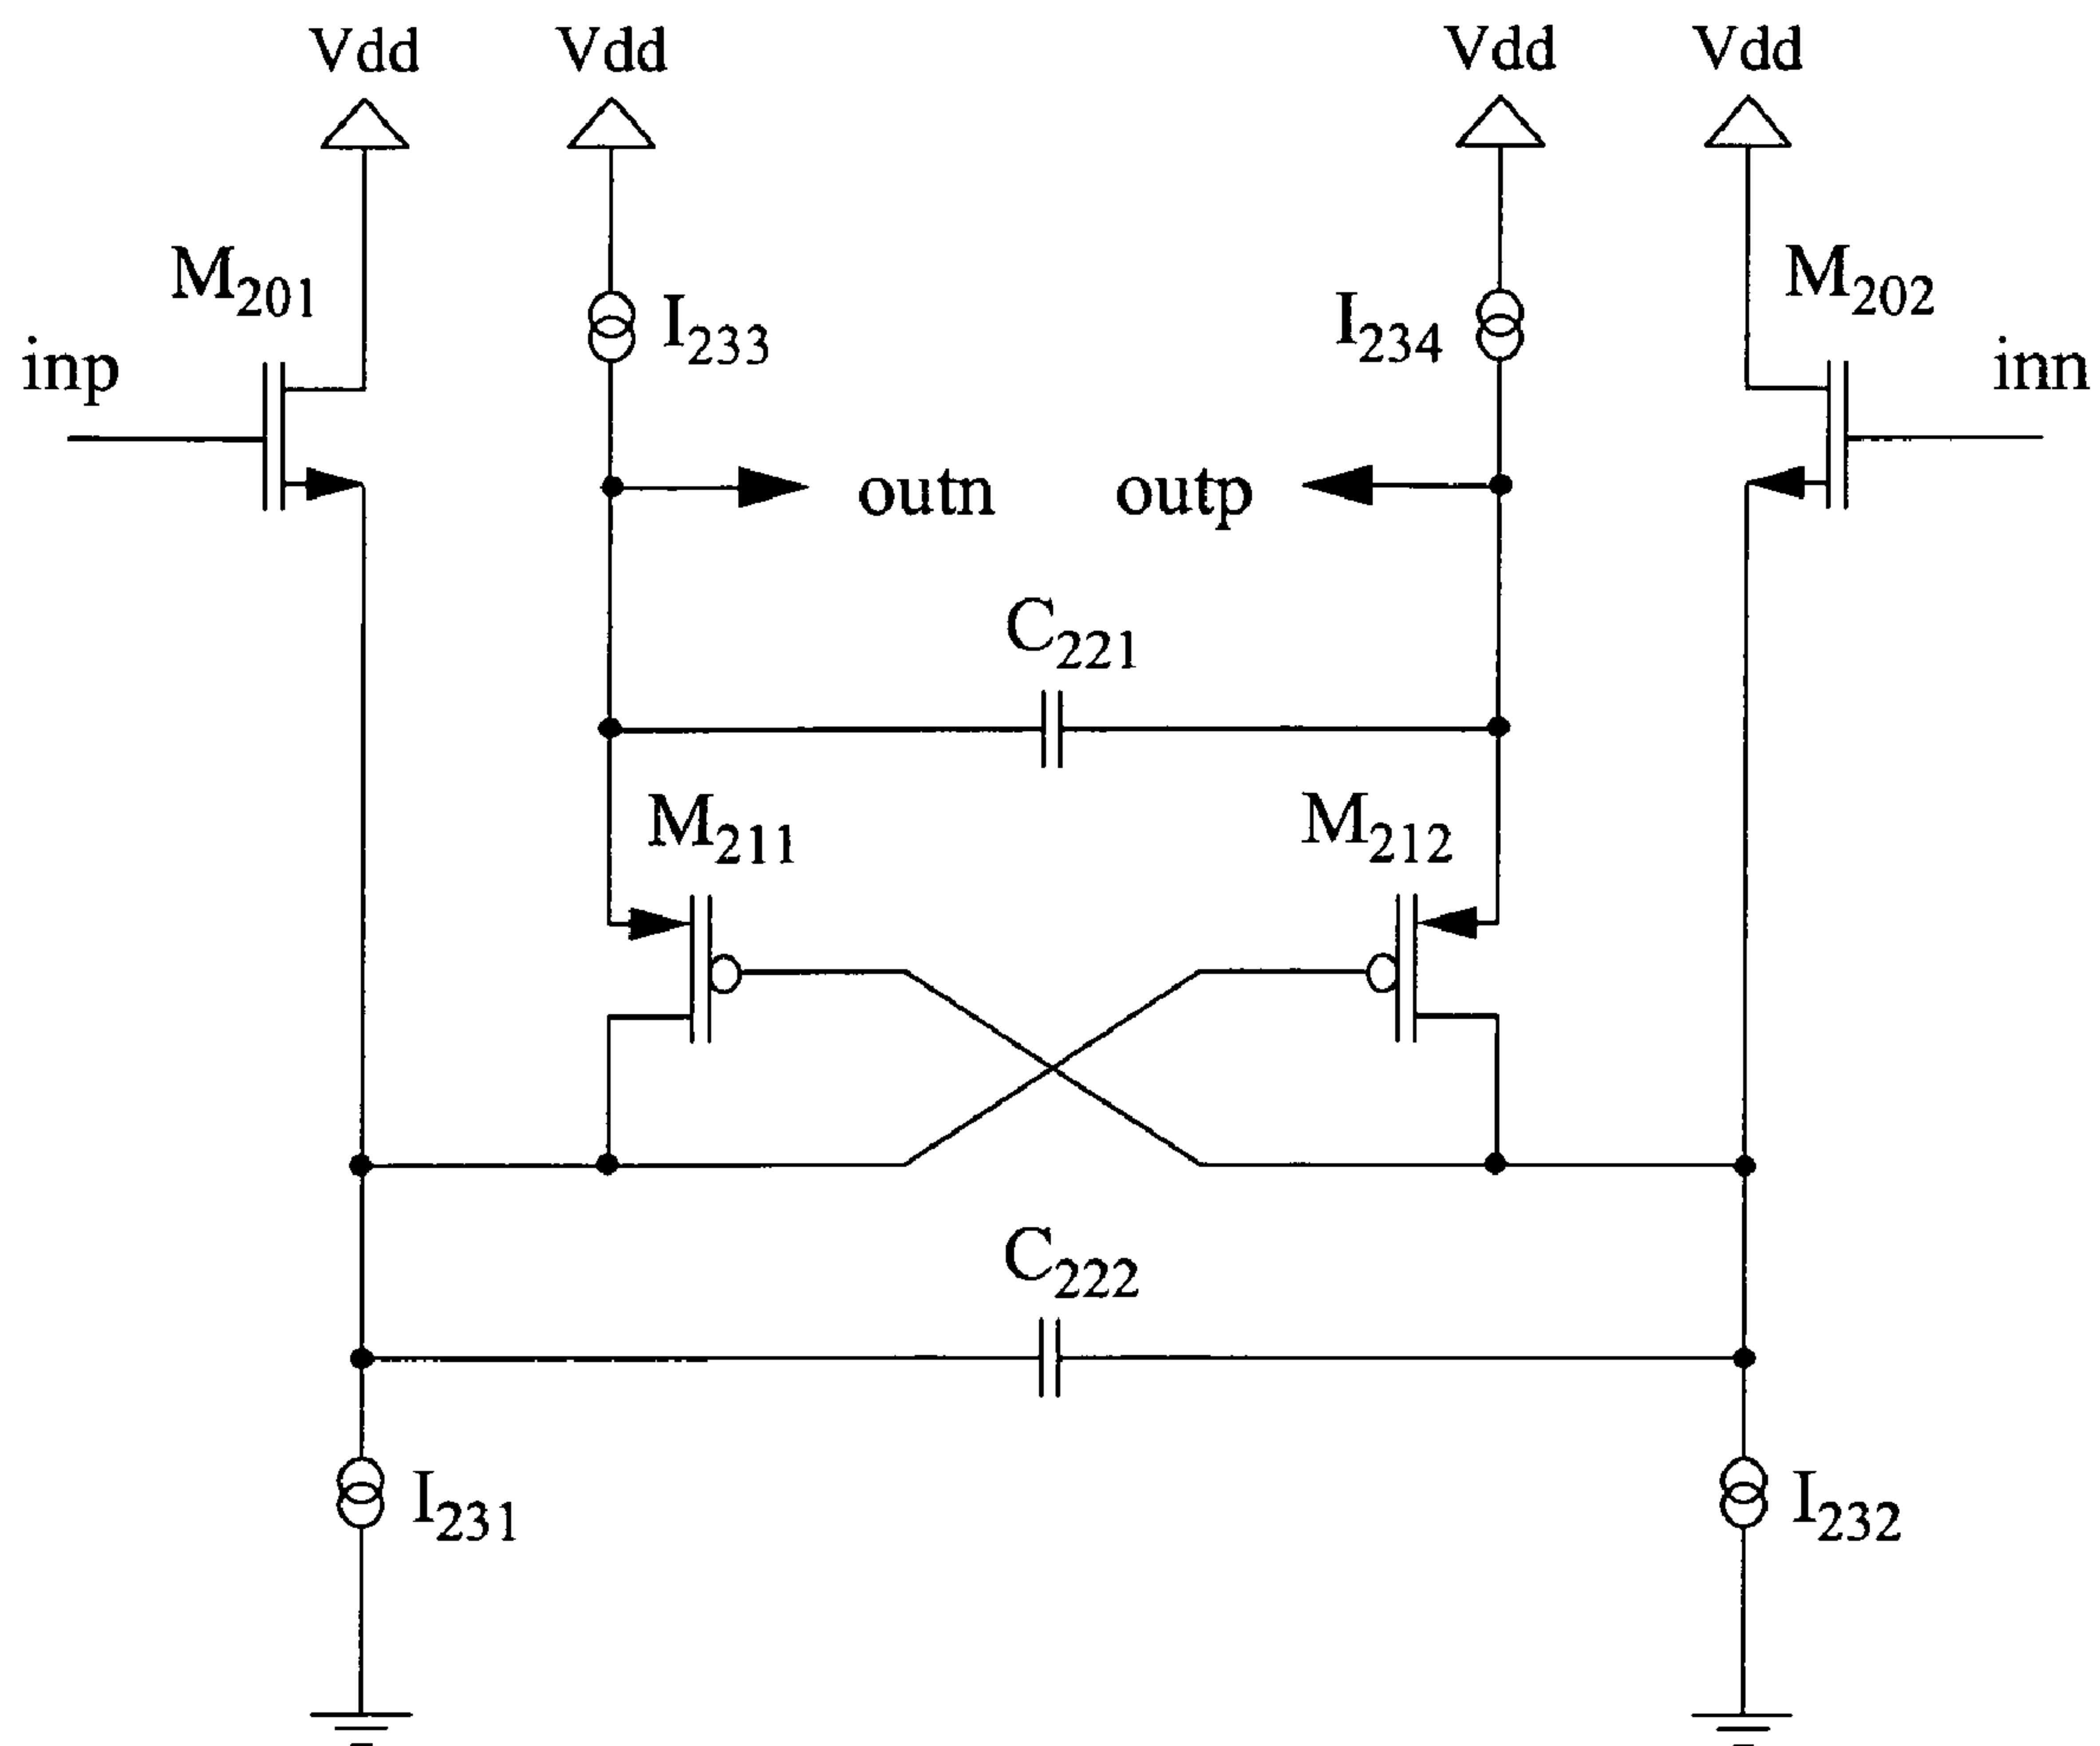 Vdd Vdd Vdd Vdd
M201 M202
inp I233 I234 inn
outn outp
C221
M211 M212
C222
I231 I232